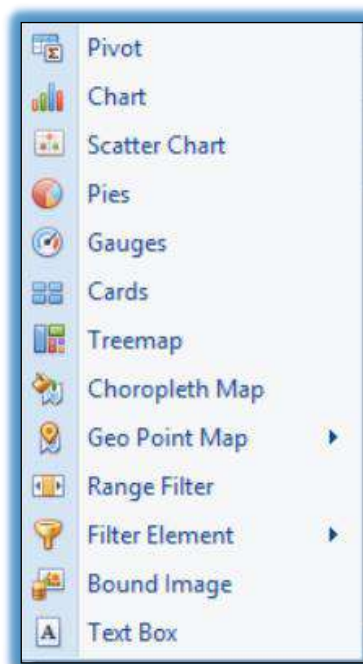 Pivot
Chart
Scatter Chart
Pies
Gauges
Cards
Treemap
Choropleth Map
Geo Point Map
Range Filter
Filter Element
Bound Image
A Text Box